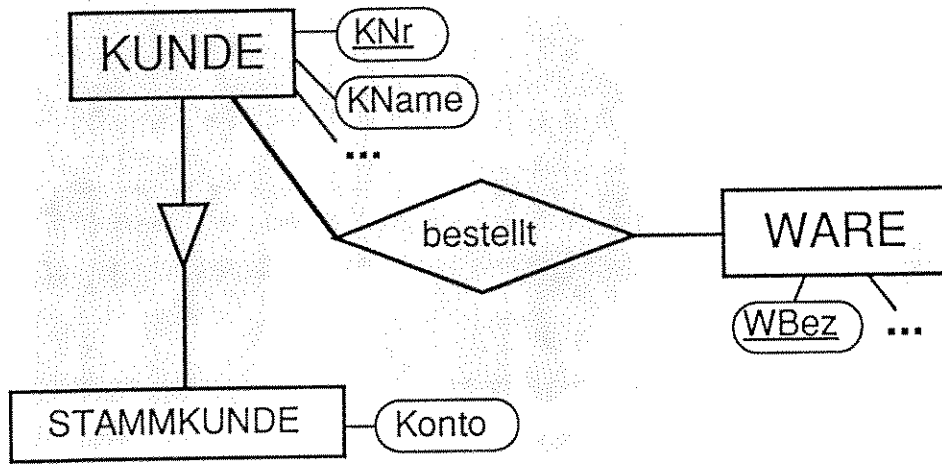 KUNDE
KNr
KName
...
bestellt
WARE
WBez
...
STAMMKUNDE
Konto